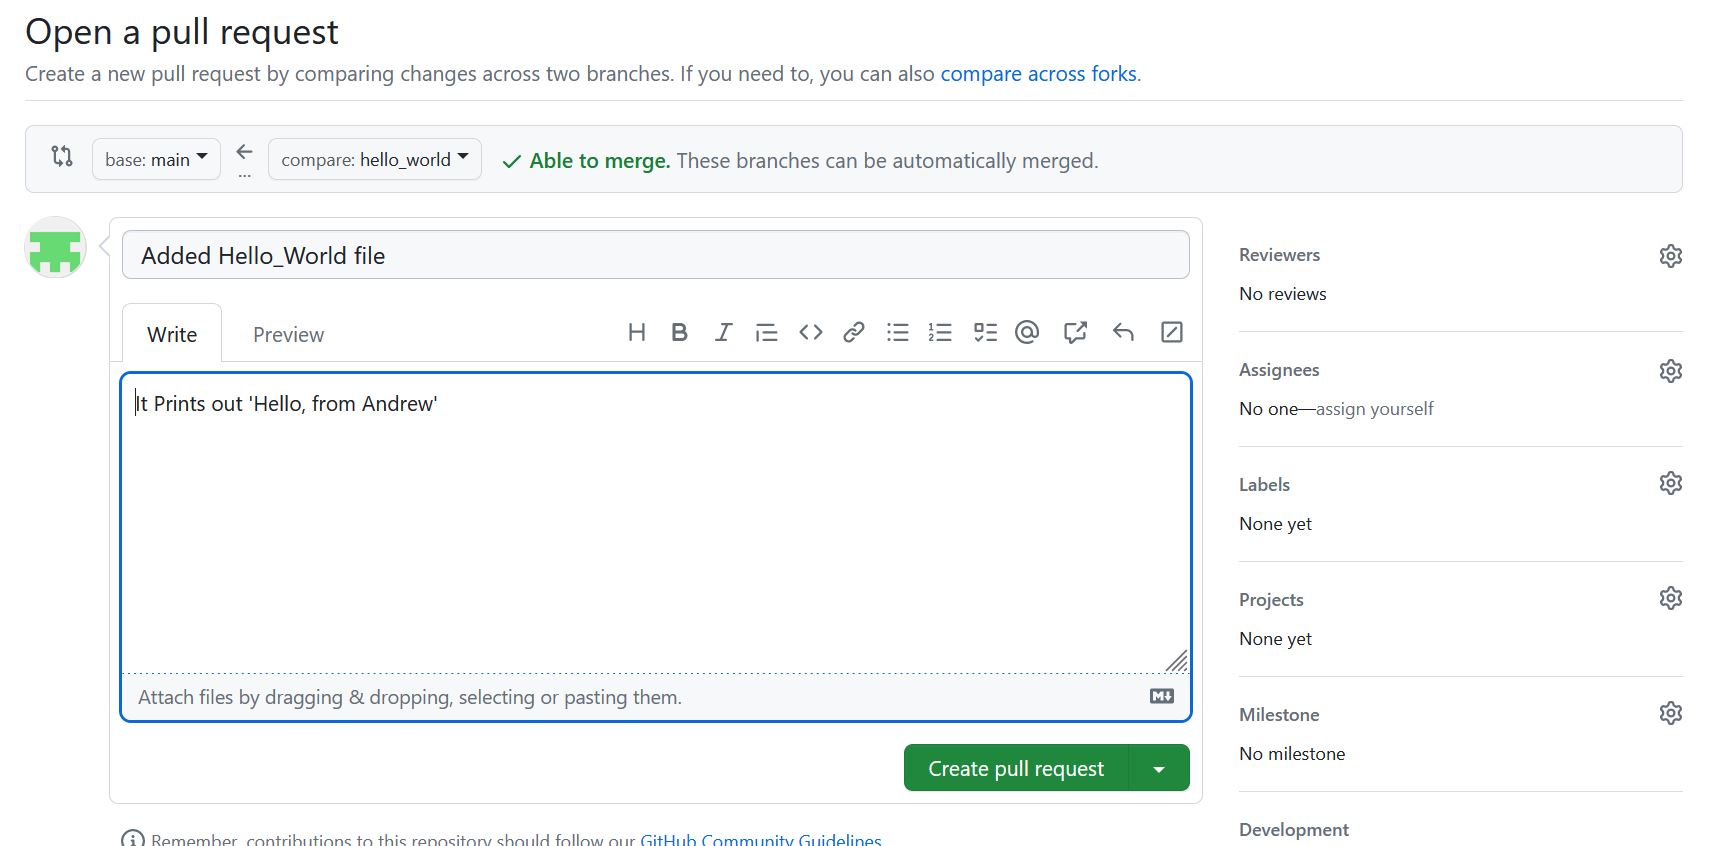 Open a pull request
Create a new pull request by comparing changes across two branches. If you need to, you can also compare across forks.
base: main
...
compare: hello_world
Able to merge. These branches can be automatically merged.
Added Hello_World file
Write
Preview
It Prints out 'Hello, from Andrew'
Attach files by dragging & dropping, selecting or pasting them.
Create pull request
Remember, contributions to this repository should follow our GitHub Community Guidelines.
Reviewers
No reviews
Assignees
No one—assign yourself
Labels
None yet
Projects
None yet
Milestone
No milestone
Development